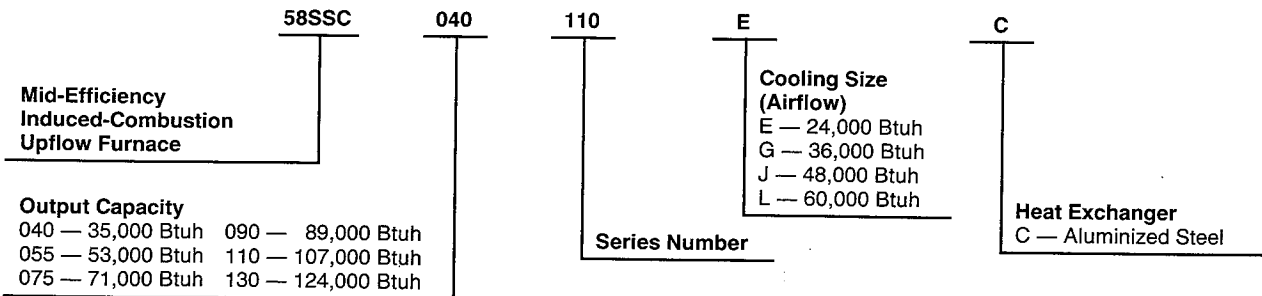 58SSC 040 110 E C
Mid-Efficiency
Induced-Combustion
Upflow Furnace
Output Capacity
040 — 35,000 Btuh 090 — 89,000 Btuh
055 — 53,000 Btuh 110 — 107,000 Btuh
075 — 71,000 Btuh 130 — 124,000 Btuh
Series Number
Cooling Size
(Airflow)
E — 24,000 Btuh
G — 36,000 Btuh
J — 48,000 Btuh
L — 60,000 Btuh
Heat Exchanger
C — Aluminized Steel